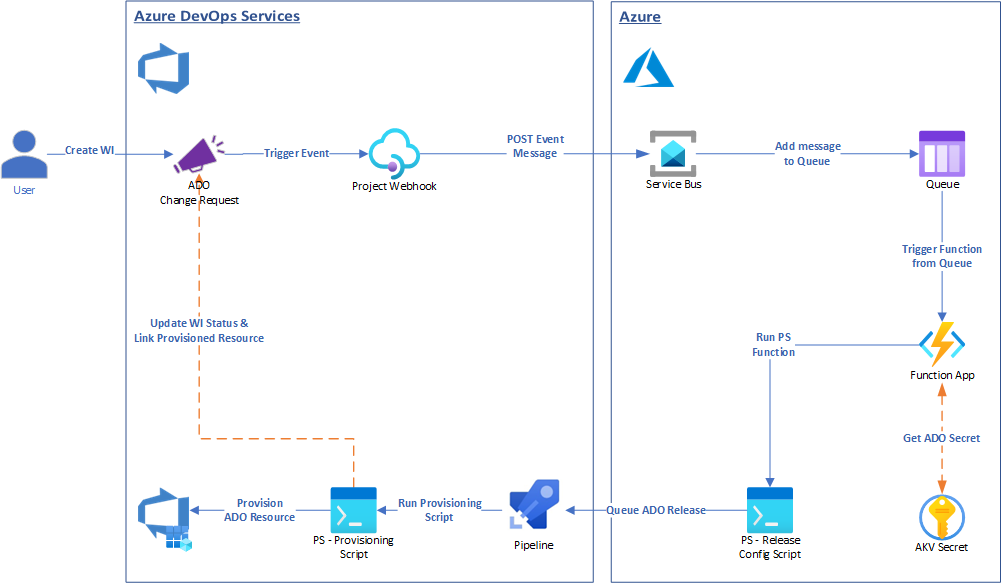 Azure DevOps Services
Azure
Create WI
Trigger Event
POST Event
Message
Add message
to Queue
User
ADO
Change Request
Project Webhook
Service Bus
Queue
Trigger Function
from Queue
Update WI Status &
Link Provisioned Resource
Run PS
Function
Function App
Get ADO Secret
Provision
ADO Resource
Run Provisioning
Script
Queue ADO Release
PS - Provisioning
Script
Pipeline
PS - Release
Config Script
AKV Secret